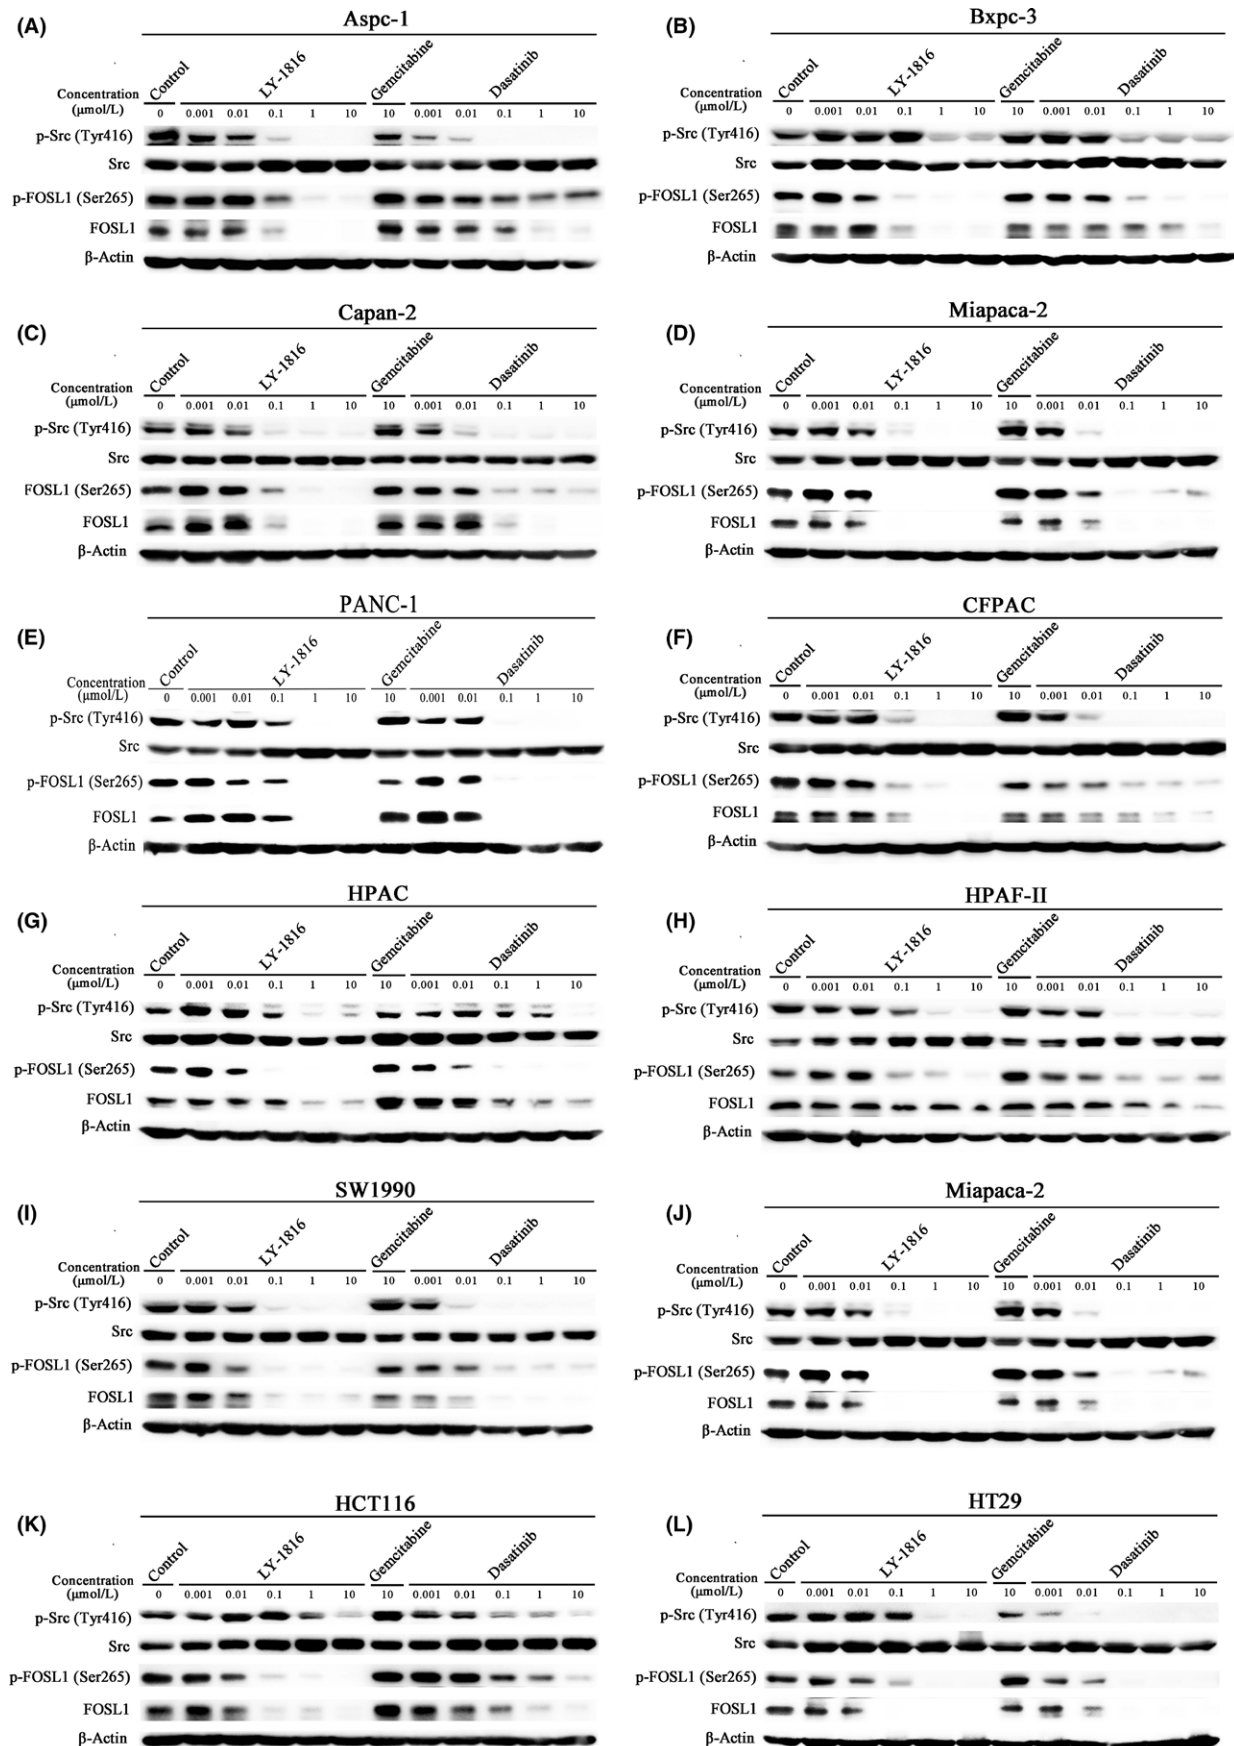 (A)
Aspc-1
Control LY-1816 Gemcitabine Dasatinib
Concentration
(μmol/L) 0 0.001 0.01 0.1 1 10 10 0.001 0.01 0.1 1 10
p-Src (Tyr416)
Src
p-FOSL1 (Ser265)
FOSL1
β-Actin
(B)
Bxpc-3
Control LY-1816 Gemcitabine Dasatinib
Concentration
(μmol/L) 0 0.001 0.01 0.1 1 10 10 0.001 0.01 0.1 1 10
p-Src (Tyr416)
Src
p-FOSL1 (Ser265)
FOSL1
β-Actin
(C)
Capan-2
Control LY-1816 Gemcitabine Dasatinib
Concentration
(μmol/L) 0 0.001 0.01 0.1 1 10 10 0.001 0.01 0.1 1 10
p-Src (Tyr416)
Src
FOSL1 (Ser265)
FOSL1
β-Actin
(D)
Miapaca-2
Control LY-1816 Gemcitabine Dasatinib
Concentration
(μmol/L) 0 0.001 0.01 0.1 1 10 10 0.001 0.01 0.1 1 10
p-Src (Tyr416)
Src
p-FOSL1 (Ser265)
FOSL1
β-Actin
(E)
PANC-1
Control LY-1816 Gemcitabine Dasatinib
Concentration
(μmol/L) 0 0.001 0.01 0.1 1 10 10 0.001 0.01 0.1 1 10
p-Src (Tyr416)
Src
p-FOSL1 (Ser265)
FOSL1
β-Actin
(F)
CFPAC
Control LY-1816 Gemcitabine Dasatinib
Concentration
(μmol/L) 0 0.001 0.01 0.1 1 10 10 0.001 0.01 0.1 1 10
p-Src (Tyr416)
Src
p-FOSL1 (Ser265)
FOSL1
β-Actin
(G)
HPAC
Control LY-1816 Gemcitabine Dasatinib
Concentration
(μmol/L) 0 0.001 0.01 0.1 1 10 10 0.001 0.01 0.1 1 10
p-Src (Tyr416)
Src
p-FOSL1 (Ser265)
FOSL1
β-Actin
(H)
HPAF-II
Control LY-1816 Gemcitabine Dasatinib
Concentration
(μmol/L) 0 0.001 0.01 0.1 1 10 10 0.001 0.01 0.1 1 10
p-Src (Tyr416)
Src
p-FOSL1 (Ser265)
FOSL1
β-Actin
(I)
SW1990
Control LY-1816 Gemcitabine Dasatinib
Concentration
(μmol/L) 0 0.001 0.01 0.1 1 10 10 0.001 0.01 0.1 1 10
p-Src (Tyr416)
Src
p-FOSL1 (Ser265)
FOSL1
β-Actin
(J)
Miapaca-2
Control LY-1816 Gemcitabine Dasatinib
Concentration
(μmol/L) 0 0.001 0.01 0.1 1 10 10 0.001 0.01 0.1 1 10
p-Src (Tyr416)
Src
p-FOSL1 (Ser265)
FOSL1
β-Actin
(K)
HCT116
Control LY-1816 Gemcitabine Dasatinib
Concentration
(μmol/L) 0 0.001 0.01 0.1 1 10 10 0.001 0.01 0.1 1 10
p-Src (Tyr416)
Src
p-FOSL1 (Ser265)
FOSL1
β-Actin
(L)
HT29
Control LY-1816 Gemcitabine Dasatinib
Concentration
(μmol/L) 0 0.001 0.01 0.1 1 10 10 0.001 0.01 0.1 1 10
p-Src (Tyr416)
Src
p-FOSL1 (Ser265)
FOSL1
β-Actin